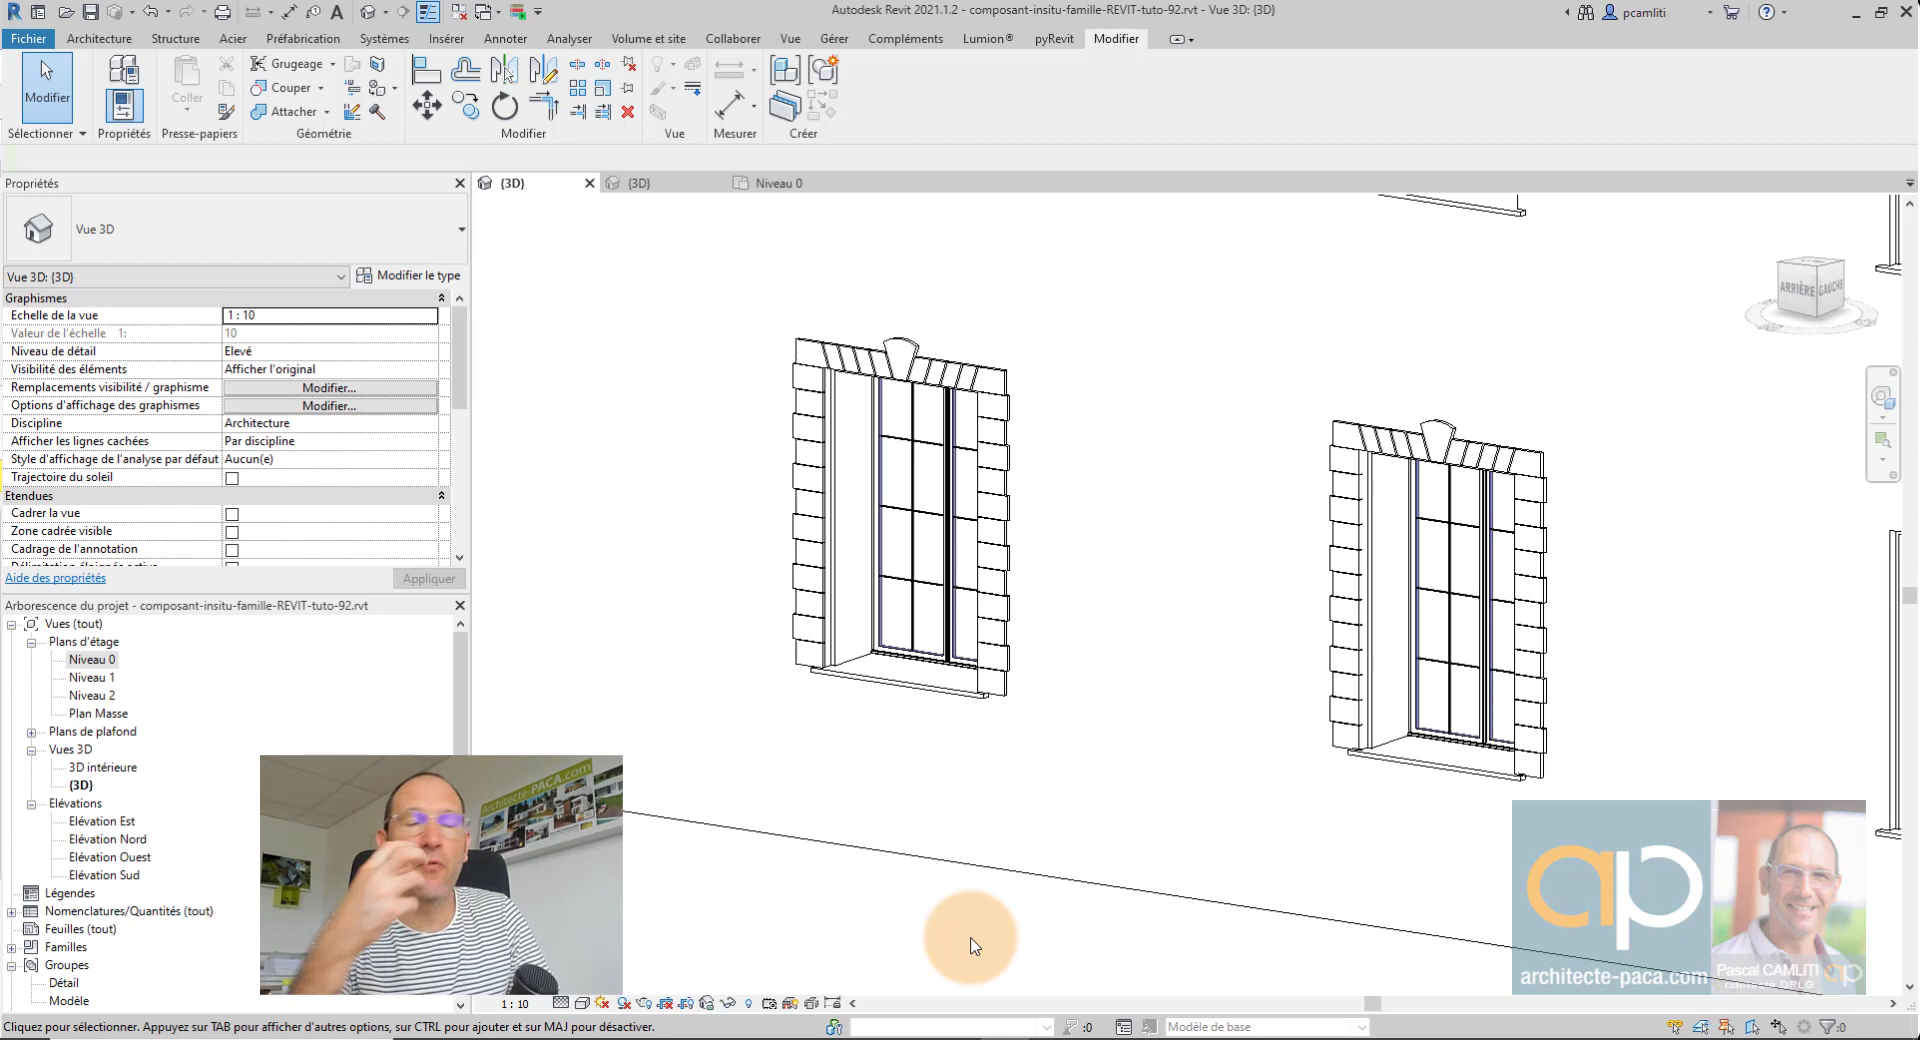 Autodesk Revit 2021.1.2 - composant-insitu-famille-REVIT-tuto-92.rvt - Vue 3D: {3D}
pcamliti
Fichier Architecture Structure Acier Préfabrication Systèmes Insérer Annoter Analyser Volume et site Collaborer Vue Gérer Compléments Lumion® pyRevit Modifier
Modifier
Coller
Grugeage
Couper
Attacher
Sélectionner Propriétés Presse-papiers Géométrie Modifier Vue Mesurer Créer
Propriétés
{3D} {3D} Niveau 0
Vue 3D
Vue 3D: {3D} Modifier le type
Graphismes
Echelle de la vue 1 : 10
Valeur de l'échelle 1: 10
Niveau de détail Elevé
Visibilité des éléments Afficher l'original
Remplacements visibilité / graphisme Modifier...
Options d'affichage des graphismes Modifier...
Discipline Architecture
Afficher les lignes cachées Par discipline
Style d'affichage de l'analyse par défaut Aucun(e)
Trajectoire du soleil
Etendues
Cadrer la vue
Zone cadrée visible
Cadrage de l'annotation
Aide des propriétés Appliquer
Arborescence du projet - composant-insitu-famille-REVIT-tuto-92.rvt
Vues (tout)
Plans d'étage
Niveau 0
Niveau 1
Niveau 2
Plan Masse
Plans de plafond
Vues 3D
3D intérieure
{3D}
Elévations
Elévation Est
Elévation Nord
Elévation Ouest
Elévation Sud
Légendes
Nomenclatures/Quantités (tout)
Feuilles (tout)
Familles
Groupes
Détail
Modèle
ARRIÈRE GAUCHE
Architecte-PACA.com
ap
architecte-paca.com
Pascal CAMLITI
1 : 10
Cliquez pour sélectionner. Appuyez sur TAB pour afficher d'autres options, sur CTRL pour ajouter et sur MAJ pour désactiver.
:0
Modèle de base
:0